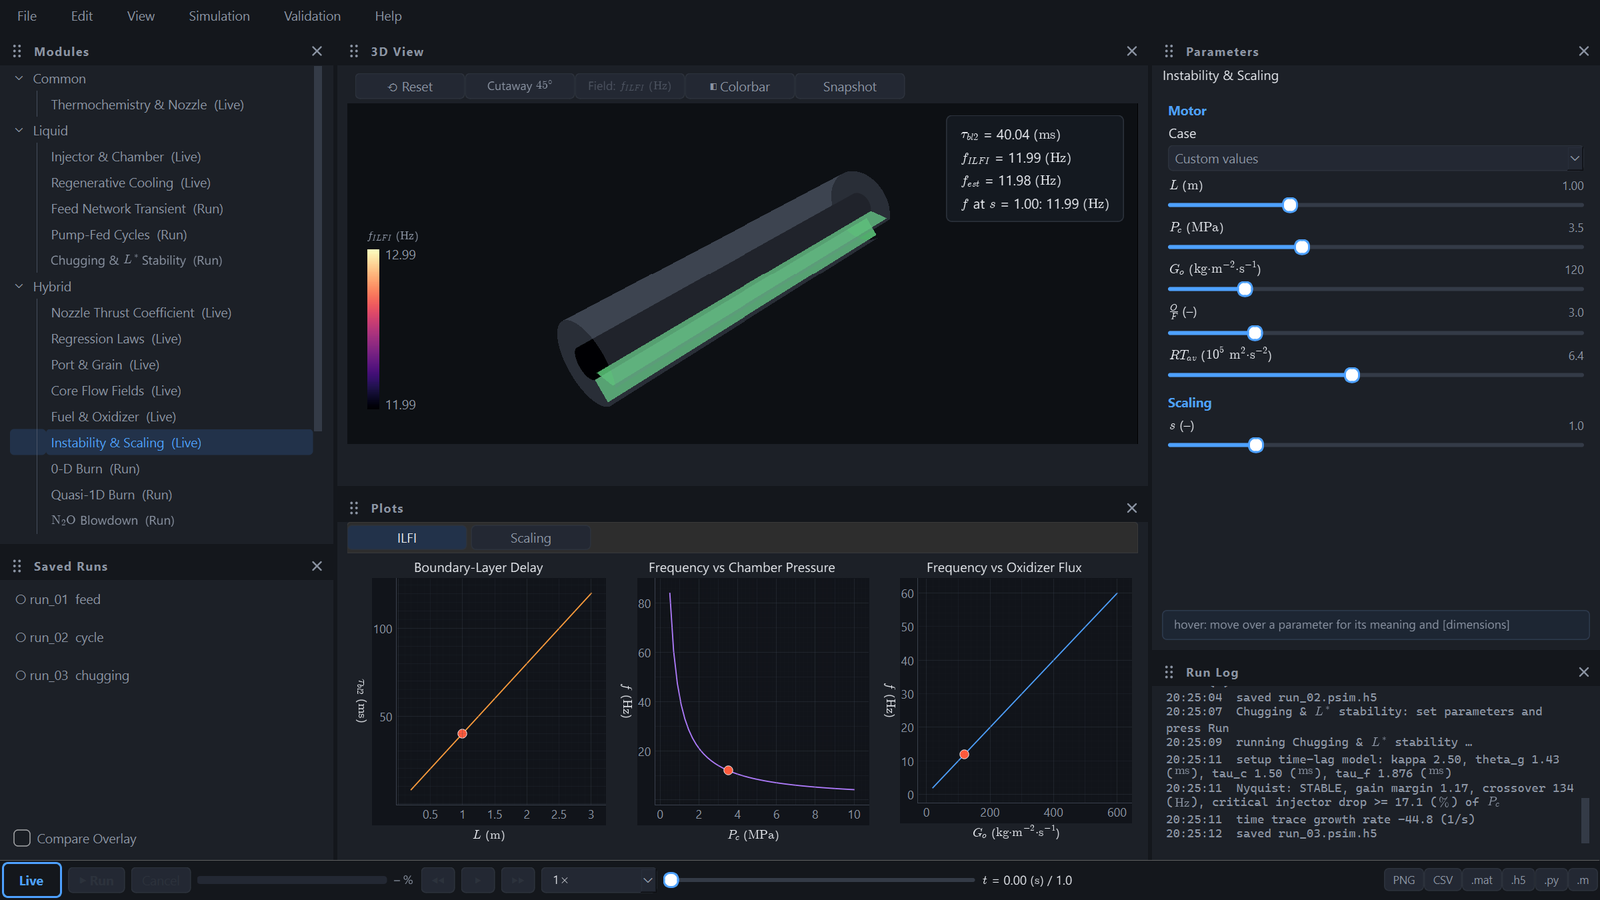 File Edit View Simulation Validation Help
Modules
Common
Thermochemistry & Nozzle (Live)
Liquid
Injector & Chamber (Live)
Regenerative Cooling (Live)
Feed Network Transient (Run)
Pump-Fed Cycles (Run)
Chugging & L* Stability (Run)
Hybrid
Nozzle Thrust Coefficient (Live)
Regression Laws (Live)
Port & Grain (Live)
Core Flow Fields (Live)
Fuel & Oxidizer (Live)
Instability & Scaling (Live)
0-D Burn (Run)
Quasi-1D Burn (Run)
N₂O Blowdown (Run)
Saved Runs
run_01 feed
run_02 cycle
run_03 chugging
Compare Overlay
3D View
Reset Cutaway 45° Field: f_ILFI (Hz) Colorbar Snapshot
τ_bl2 = 40.04 (ms)
f_ILFI = 11.99 (Hz)
f_est = 11.98 (Hz)
f at s = 1.00: 11.99 (Hz)
f_ILFI (Hz)
12.99
11.99
Plots
ILFI Scaling
Boundary-Layer Delay
τ_bl2 (ms)
100
50
0.5 1 1.5 2 2.5 3
L (m)
Frequency vs Chamber Pressure
f (Hz)
80
60
40
20
0 2 4 6 8 10
P_c (MPa)
Frequency vs Oxidizer Flux
f (Hz)
60
50
40
30
20
10
0
0 200 400 600
G_o (kg·m⁻²·s⁻¹)
Parameters
Instability & Scaling
Motor
Case
Custom values
L (m) 1.00
P_c (MPa) 3.5
G_o (kg·m⁻²·s⁻¹) 120
O/F (–) 3.0
RT_av (10⁵ m²·s⁻²) 6.4
Scaling
s (–) 1.0
hover: move over a parameter for its meaning and [dimensions]
Run Log
20:25:04 saved run_02.psim.h5
20:25:07 Chugging & L* stability: set parameters and
press Run
20:25:09 running Chugging & L* stability …
20:25:11 setup time-lag model: kappa 2.50, theta_g 1.43
(ms), tau_c 1.50 (ms), tau_f 1.876 (ms)
20:25:11 Nyquist: STABLE, gain margin 1.17, crossover 134
(Hz), critical injector drop >= 17.1 (%) of P_c
20:25:11 time trace growth rate −44.8 (1/s)
20:25:12 saved run_03.psim.h5
Live Run Cancel – % 1× t = 0.00 (s) / 1.0 PNG CSV .mat .h5 .py .m